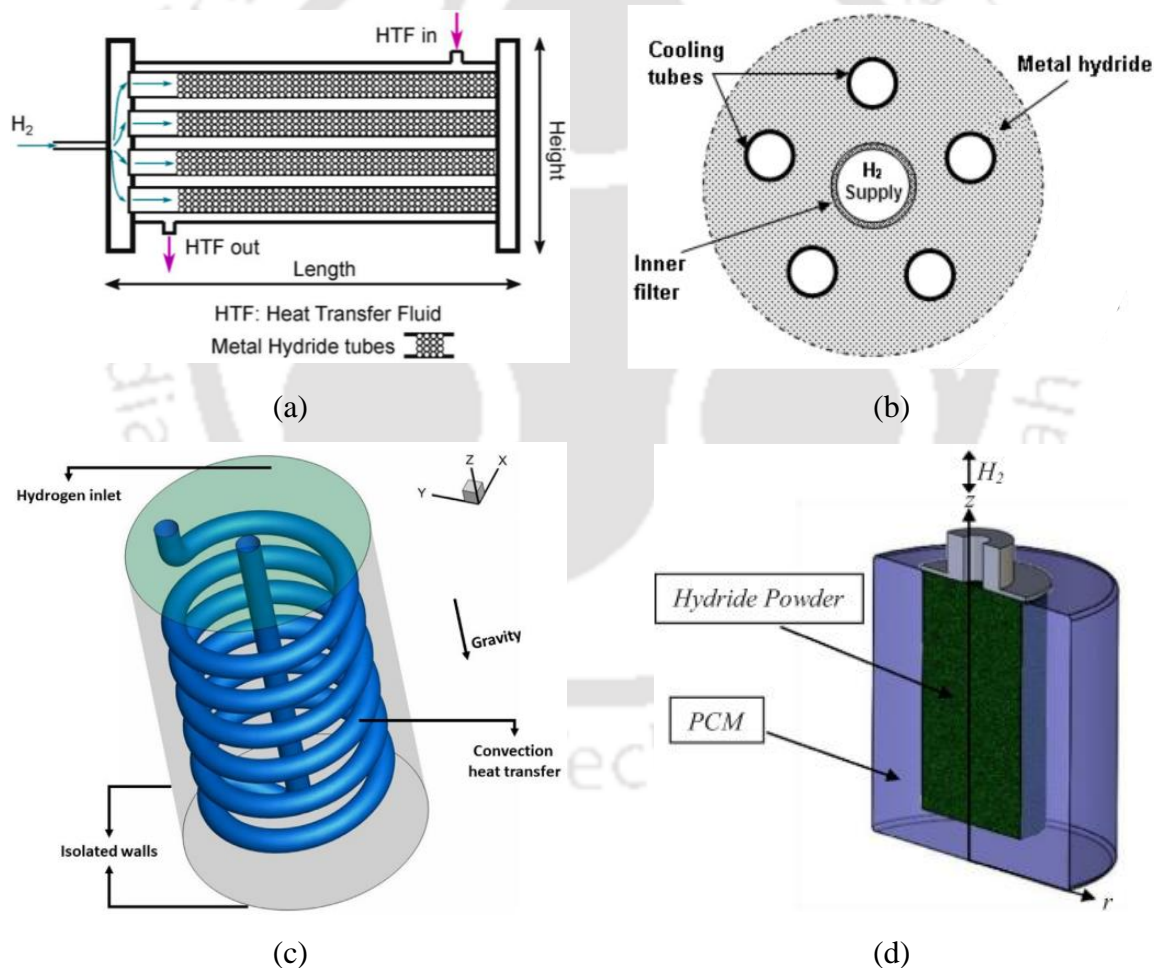 HTF in
H₂
Height
HTF out
Length
HTF: Heat Transfer Fluid
Metal Hydride tubes
(a)
Cooling
tubes
Metal hydride
H₂
Supply
Inner
filter
(b)
Hydrogen inlet
Z
X
Y
Gravity
Convection
heat transfer
Isolated walls
(c)
H₂
z
Hydride Powder
PCM
r
(d)